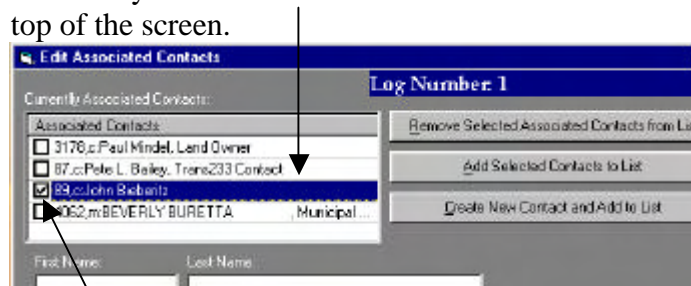 top of the screen.
Edit Associated Contacts
Log Number: 1
Currently Associated Contacts:
Associated Contacts
3178,c:Paul Mindel, Land Owner
87,c:Pete L. Bailey, Trans233 Contact
89,c:John Bieberitz
4062,m:BEVERLY BURETTA , Municipal ...
Remove Selected Associated Contacts from Li
Add Selected Contacts to List
Create New Contact and Add to List
First Name: Last Name